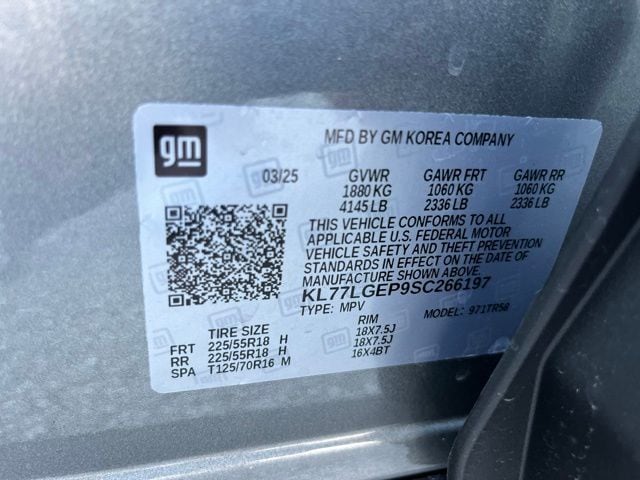 gm
MFD BY GM KOREA COMPANY
03/25 GVWR GAWR FRT GAWR RR
1880 KG 1060 KG 1060 KG
4145 LB 2336 LB 2336 LB
THIS VEHICLE CONFORMS TO ALL
APPLICABLE U.S. FEDERAL MOTOR
VEHICLE SAFETY AND THEFT PREVENTION
STANDARDS IN EFFECT ON THE DATE OF
MANUFACTURE SHOWN ABOVE.
KL77LGEP9SC266197
TYPE: MPV MODEL: 971TR58
TIRE SIZE RIM
FRT 225/55R18 H 18X7.5J
RR 225/55R18 H 18X7.5J
SPA T125/70R16 M 16X4BT